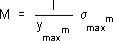 M = I / y_max^m σ_max^m